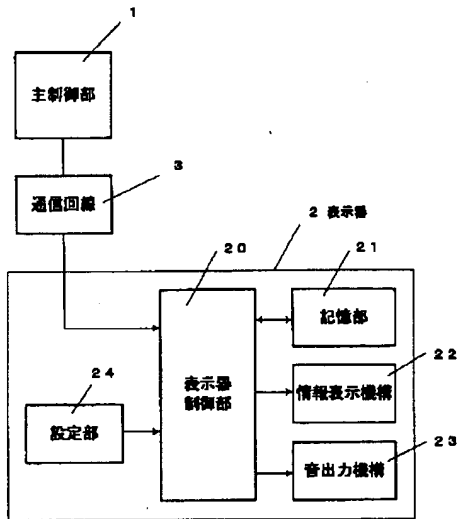 1
主制御部
3
通信回線
2 表示器
20
21
記憶部
表示器
制御部
22
情報表示機構
24
設定部
23
音出力機構